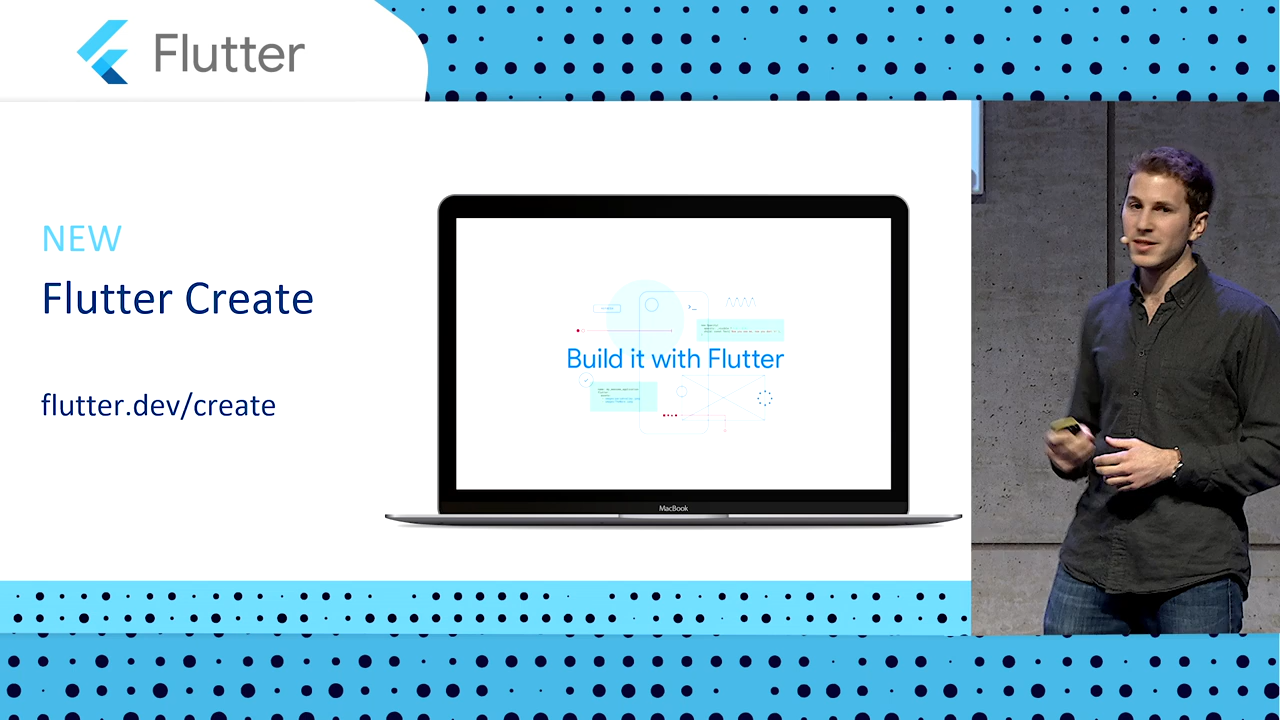 Flutter
NEW
Flutter Create
flutter.dev/create
Build it with Flutter
MacBook